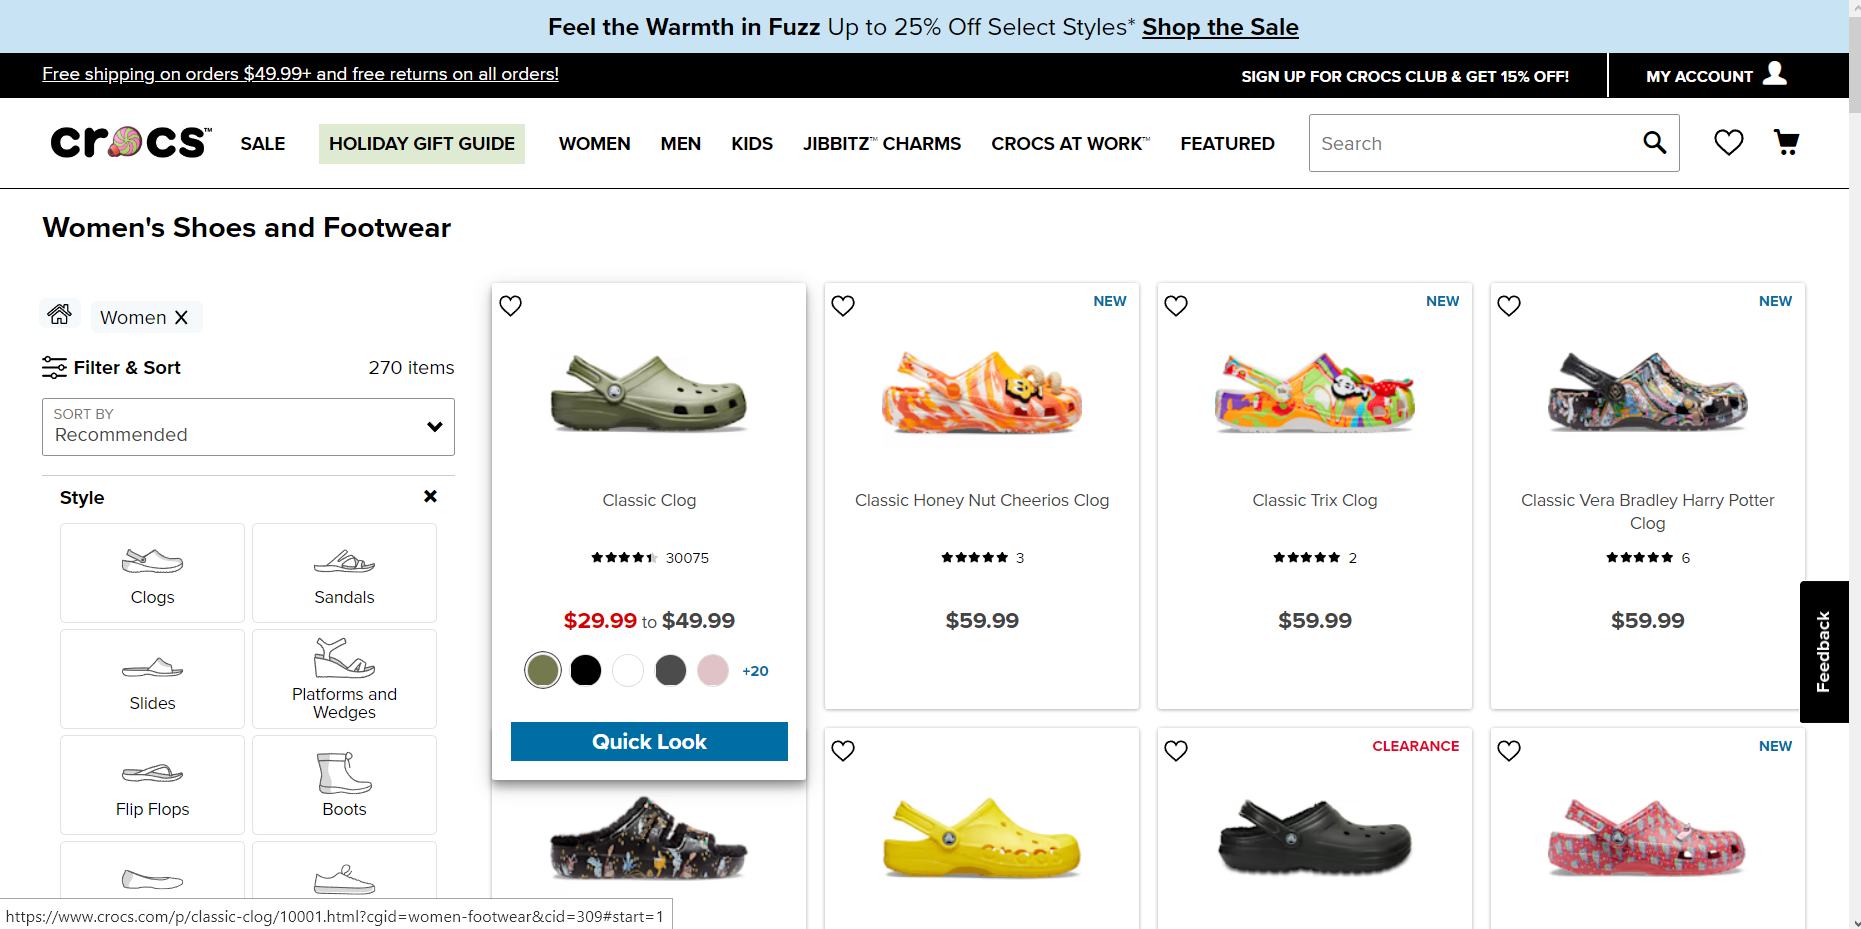 Feel the Warmth in Fuzz Up to 25% Off Select Styles* Shop the Sale
Free shipping on orders $49.99+ and free returns on all orders!
SIGN UP FOR CROCS CLUB & GET 15% OFF!
MY ACCOUNT
crocs™
SALE
HOLIDAY GIFT GUIDE
WOMEN
MEN
KIDS
JIBBITZ™ CHARMS
CROCS AT WORK™
FEATURED
Search
Women's Shoes and Footwear
Women X
Filter & Sort
270 items
SORT BY
Recommended
Style
Clogs
Sandals
Slides
Platforms and
Wedges
Flip Flops
Boots
Classic Clog
30075
$29.99 to $49.99
+20
Quick Look
NEW
Classic Honey Nut Cheerios Clog
3
$59.99
NEW
Classic Trix Clog
2
$59.99
NEW
Classic Vera Bradley Harry Potter
Clog
6
$59.99
CLEARANCE
NEW
Feedback
https://www.crocs.com/p/classic-clog/10001.html?cgid=women-footwear&cid=309#start=1